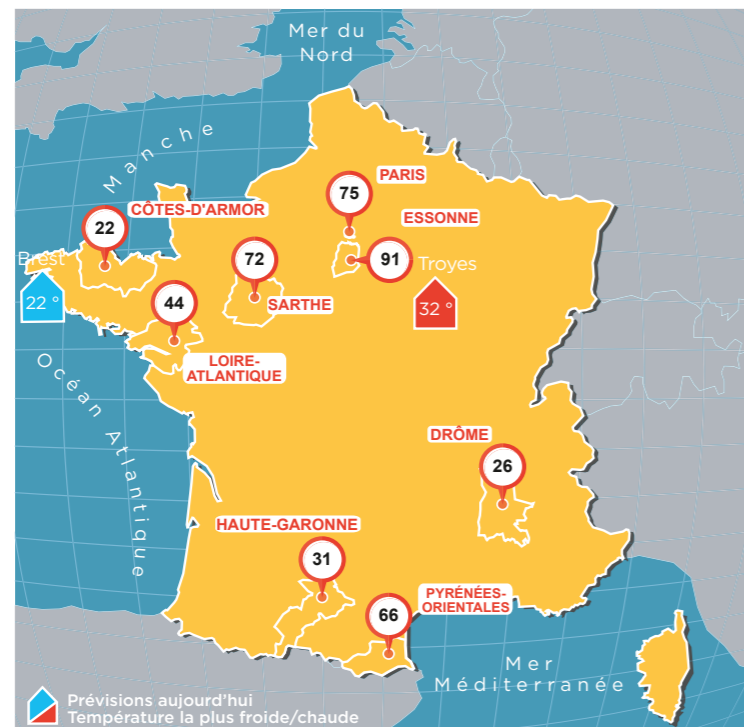 Mer du
Nord
Manche
PARIS
75
CÔTES-D'ARMOR
ESSONNE
22
Brest
72
91
Troyes
22 °
44
SARTHE
32 °
LOIRE-
ATLANTIQUE
Océan Atlantique
DRÔME
26
HAUTE-GARONNE
31
PYRÉNÉES-
ORIENTALES
66
Mer
Méditerranée
Prévisions aujourd'hui
Température la plus froide/chaude